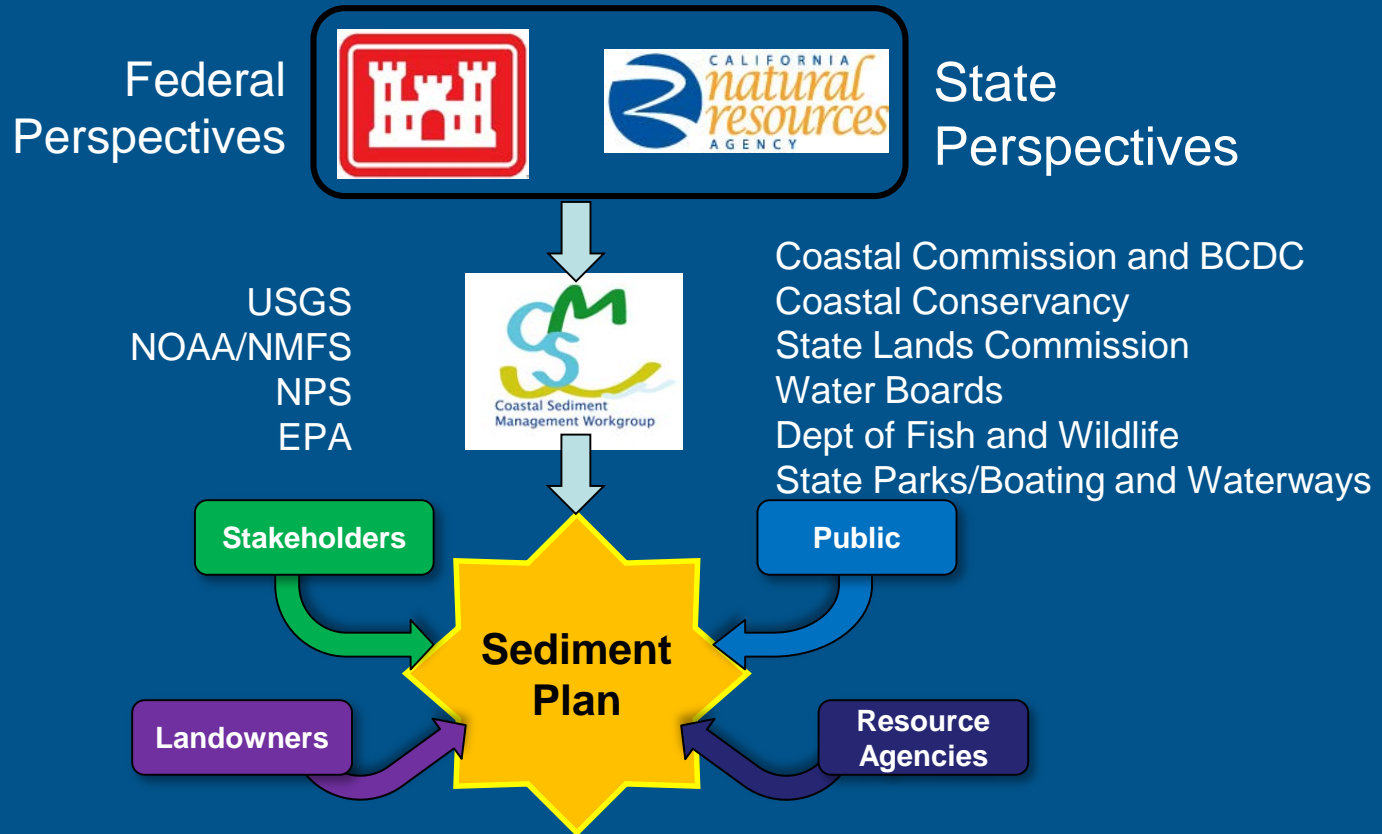 Federal
Perspectives
CALIFORNIA
natural
resources
AGENCY
State
Perspectives
USGS
NOAA/NMFS
NPS
EPA
CSM
Coastal Sediment
Management Workgroup
Coastal Commission and BCDC
Coastal Conservancy
State Lands Commission
Water Boards
Dept of Fish and Wildlife
State Parks/Boating and Waterways
Stakeholders
Public
Sediment
Plan
Landowners
Resource
Agencies